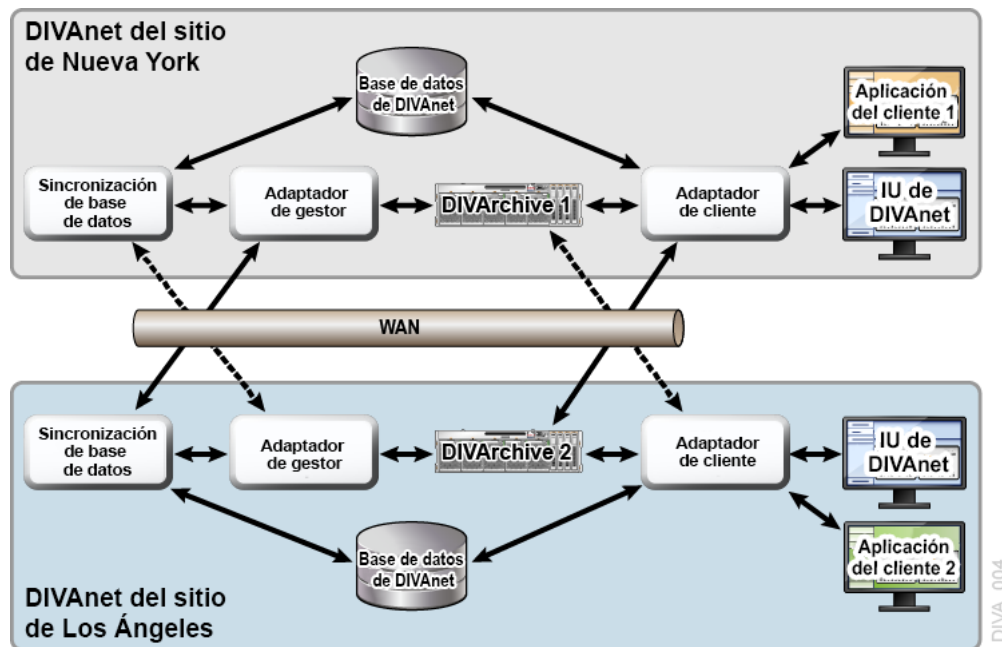 DIVAnet del sitio
de Nueva York
Base de datos
de DIVAnet
Aplicación
del cliente 1
Sincronización
de base
de datos
Adaptador
de gestor
DIVArchive 1
Adaptador
de cliente
IU de
DIVAnet
WAN
Sincronización
de base
de datos
Adaptador
de gestor
DIVArchive 2
Adaptador
de cliente
IU de
DIVAnet
Base de datos
de DIVAnet
Aplicación
del cliente 2
DIVAnet del sitio
de Los Ángeles
DIVA_004